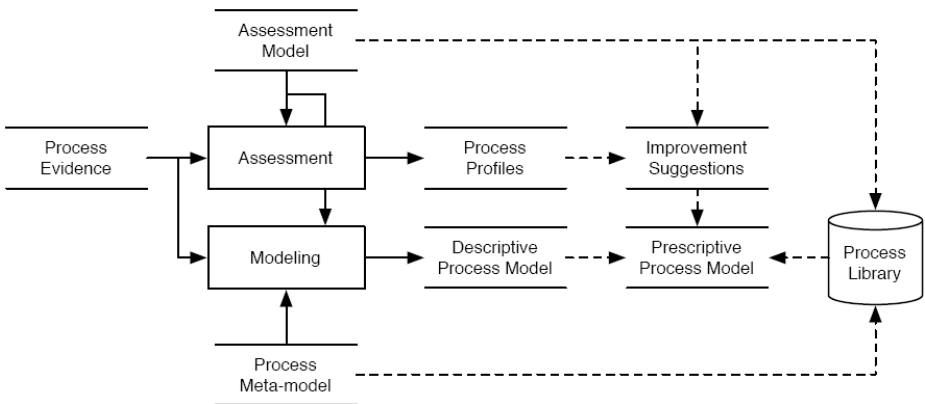 Assessment
Model
Process
Evidence
Assessment
Process
Profiles
Improvement
Suggestions
Modeling
Descriptive
Process Model
Prescriptive
Process Model
Process
Library
Process
Meta-model